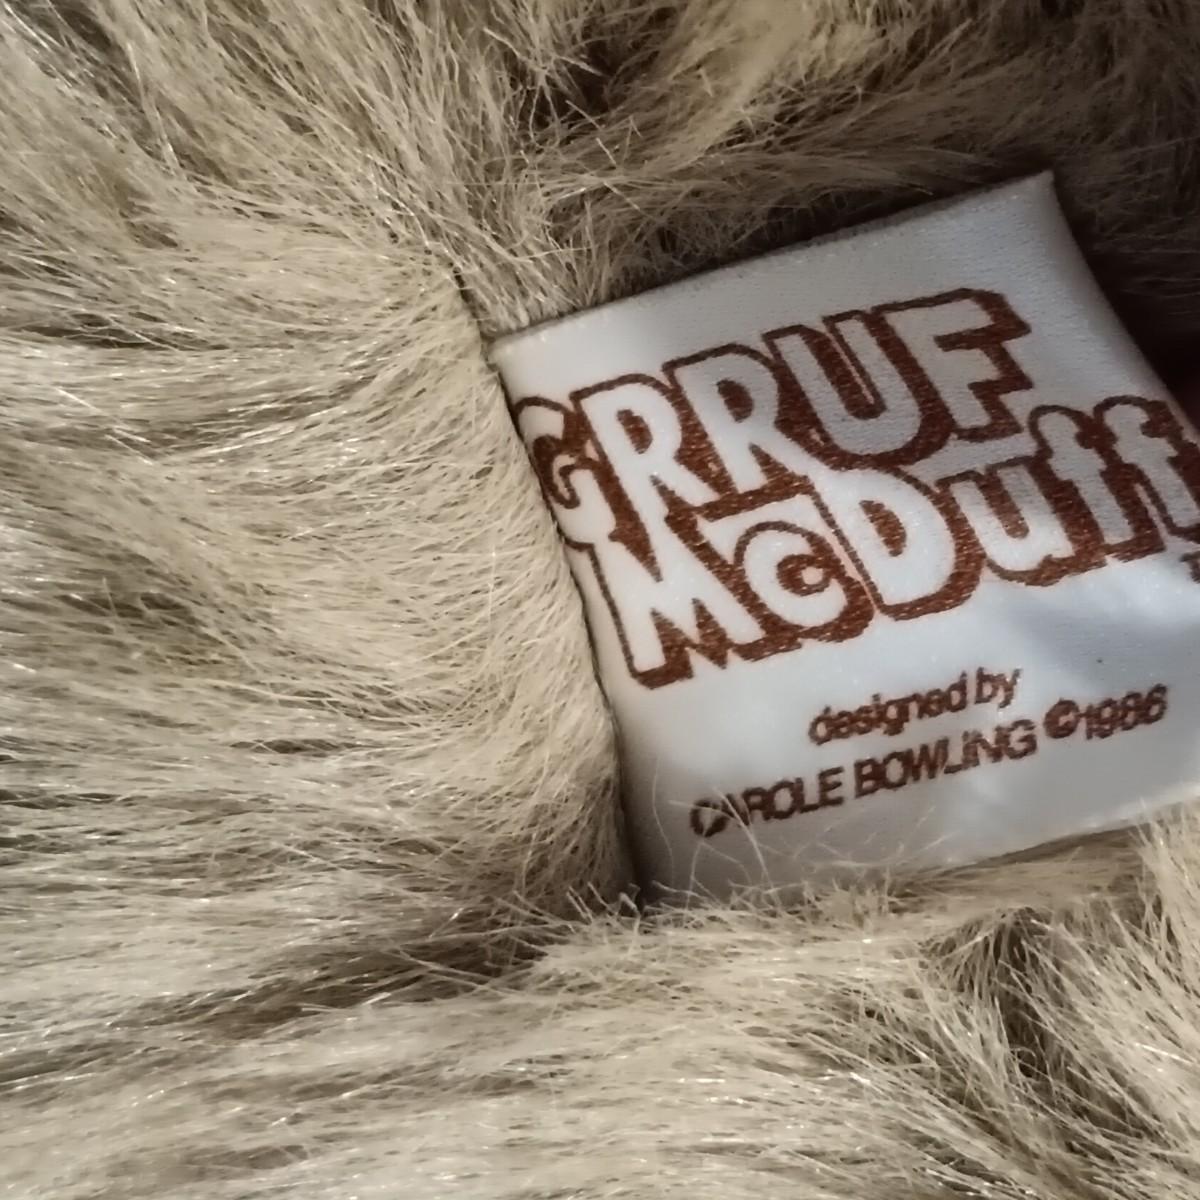 GRRUF
McDuff
designed by
CAROLE BOWLING ©1986